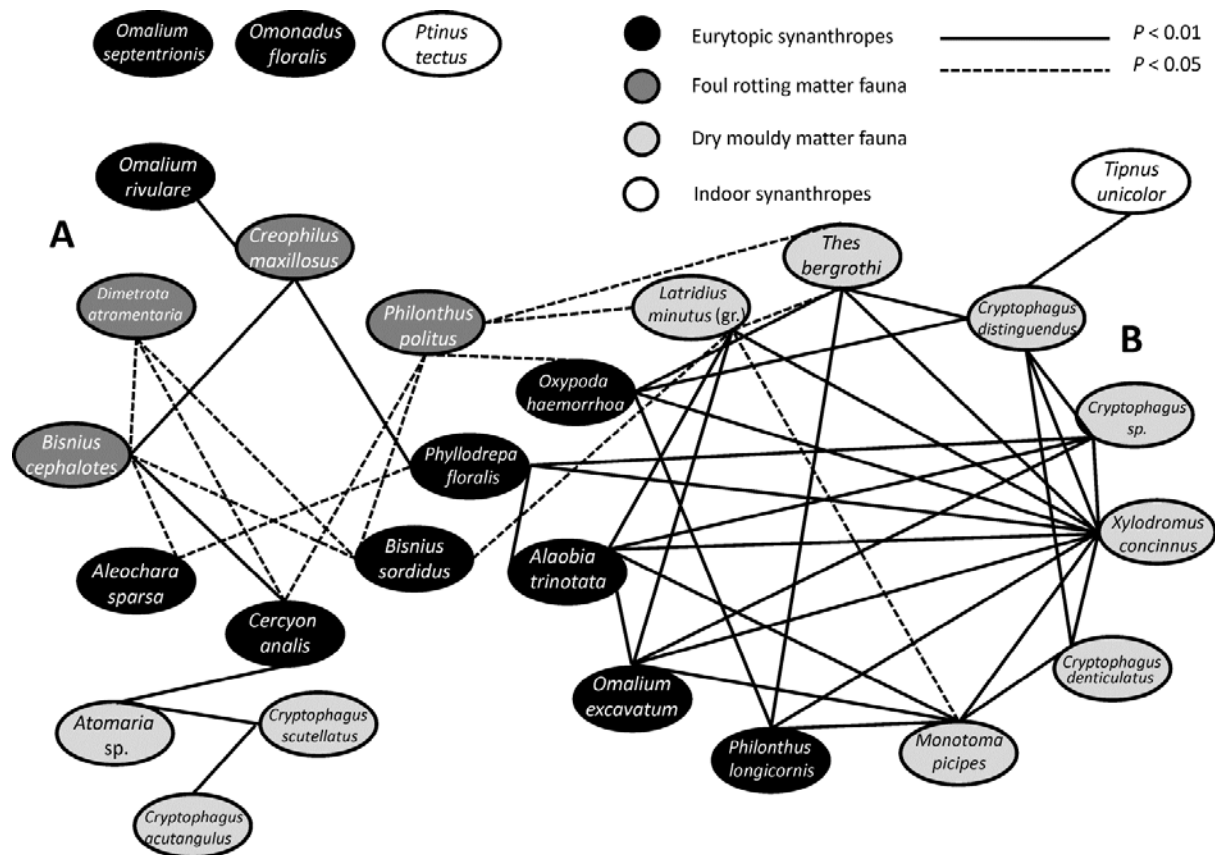 Omalium
septentrionis
Omonadus
floralis
Ptinus
tectus
Eurytopic synanthropes
P < 0.01
P < 0.05
Foul rotting matter fauna
Dry mouldy matter fauna
Indoor synanthropes
Omalium
rivulare
Tipnus
unicolor
A
Creophilus
maxillosus
Thes
bergrothi
Dimetrota
atramentaria
Philonthus
politus
Latridius
minutus (gr.)
Cryptophagus
distinguendus
B
Oxypoda
haemorrhoa
Cryptophagus
sp.
Bisnius
cephalotes
Phyllodrepa
floralis
Xylodromus
concinnus
Aleochara
sparsa
Bisnius
sordidus
Alaobia
trinotata
Cercyon
analis
Cryptophagus
denticulatus
Omalium
excavatum
Atomaria
sp.
Cryptophagus
scutellatus
Philonthus
longicornis
Monotoma
picipes
Cryptophagus
acutangulus